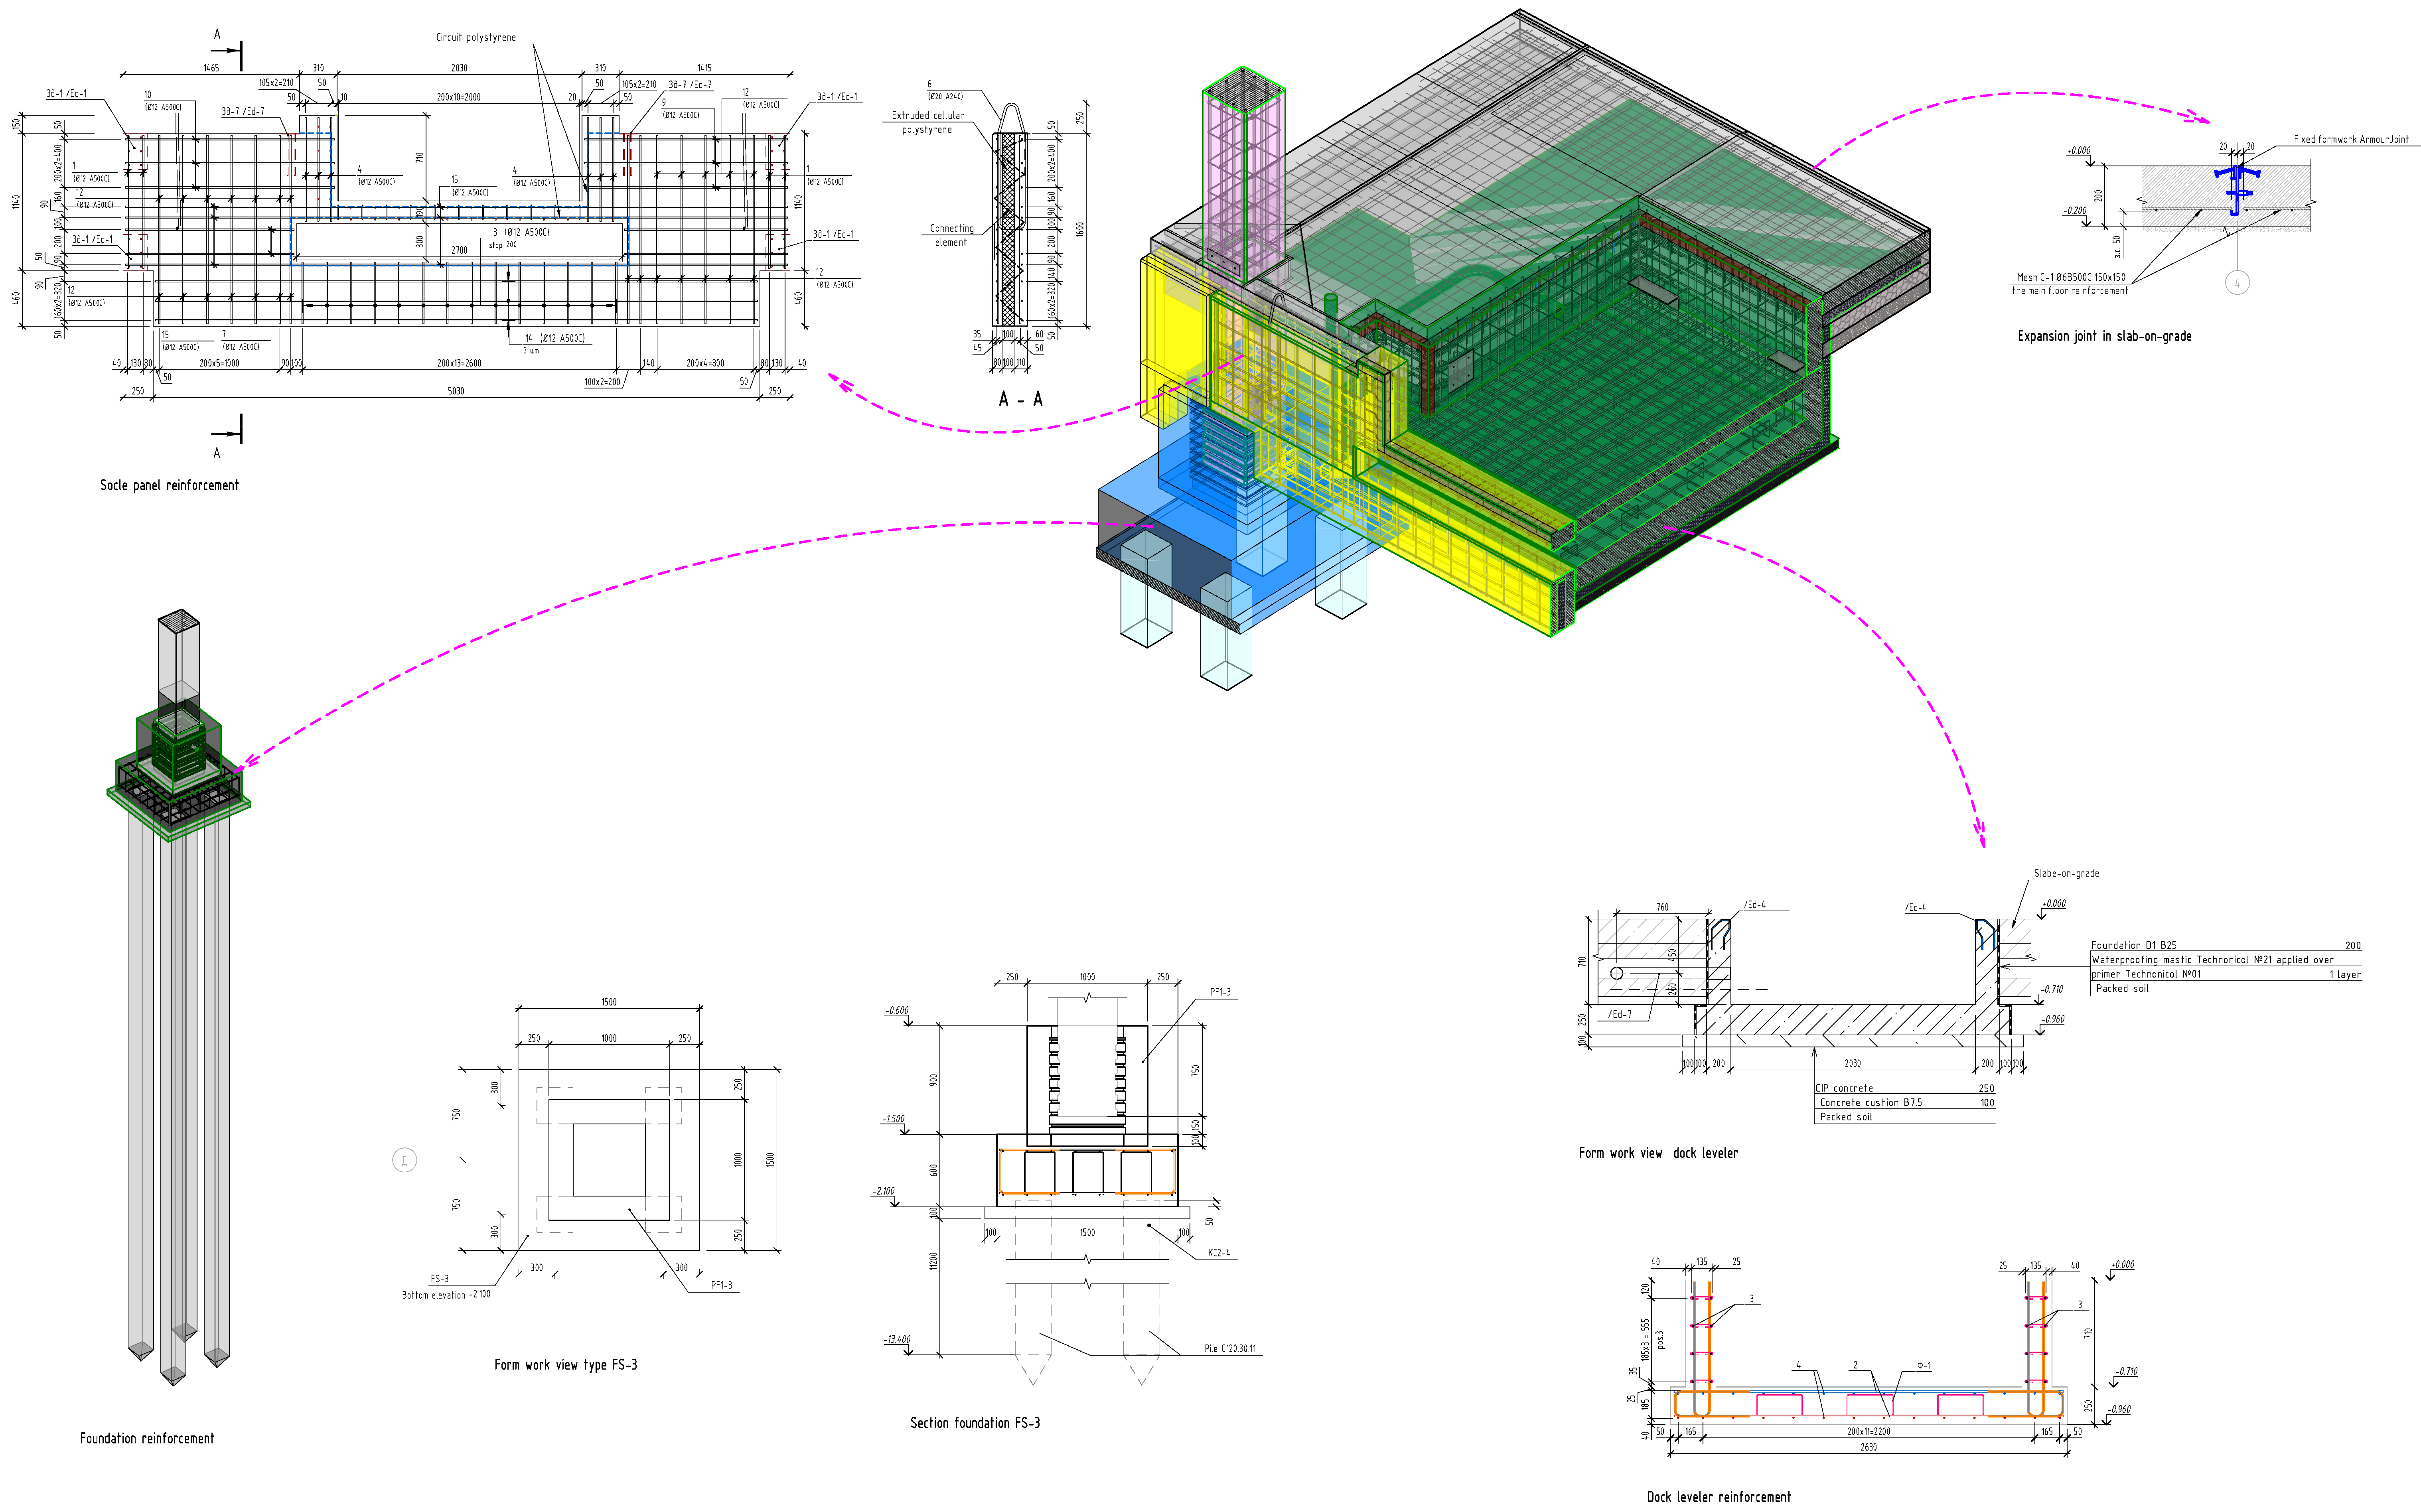 A
Circuit polystyrene
1465
310
2030
310
1415
105x2=210
50
50
105x2=210
3д-1 /Ed-1
10
(Ø12 A500C)
50
10
200x10=2000
20
50
3д-7 /Ed-7
12
(Ø12 A500C)
3д-1 /Ed-1
3д-7 /Ed-7
9
(Ø12 A500C)
150
50
200x2=400
710
1
(Ø12 A500C)
4
(Ø12 A500C)
15
(Ø12 A500C)
4
(Ø12 A500C)
1
(Ø12 A500C)
1140
160
12
(Ø12 A500C)
90
100
190
1140
3д-1 /Ed-1
200
300
3 (Ø12 A500C)
step 200
3д-1 /Ed-1
2700
50
90
90
12
(Ø12 A500C)
460
160x2=320
12
(Ø12 A500C)
460
50
15
(Ø12 A500C)
7
(Ø12 A500C)
14 (Ø12 A500C)
3 шт
40
130
80
200x5=1000
90
100
200x13=2600
140
200x4=800
80
130
40
50
100x2=200
50
250
5030
250
A
Socle panel reinforcement
6
(Ø20 A240)
Extruded cellular
polystyrene
Connecting
element
250
50
200x2=400
160
90
100
200
90
140
160x2=320
50
1600
35
100
60
45
50
80
100
110
A - A
Fixed formwork ArmourJoint
20
20
+0.000
200
-0.200
з.с. 50
Mesh C-1 Ø6B500C 150x150
the main floor reinforcement
4
Expansion joint in slab-on-grade
Foundation reinforcement
1500
250
1000
250
300
750
250
Д
1000
1500
750
300
250
300
300
FS-3
Bottom elevation -2.100
PF1-3
Form work view type FS-3
250
1000
250
PF1-3
-0.600
900
750
-1.500
150
100
600
-2.100
100
50
100
1500
100
KC2-4
11200
-13.400
Pile C120.30.11
Section foundation FS-3
Slabe-on-grade
760
/Ed-4
/Ed-4
+0.000
710
450
260
Foundation D1 B25 200
Waterproofing mastic Technonicol №21 applied over
primer Technonicol №01 1 layer
Packed soil
-0.710
/Ed-7
250
-0.960
100
100
100
200
2030
200
100
100
CIP concrete 250
Concrete cushion B7.5 100
Packed soil
Form work view dock leveler
40
135
25
25
135
40
+0.000
120
3
3
185x3 = 555
pos.3
710
35
4
2
Ф-1
-0.710
25
185
250
-0.960
40
50
165
200x11=2200
165
50
2630
Dock leveler reinforcement